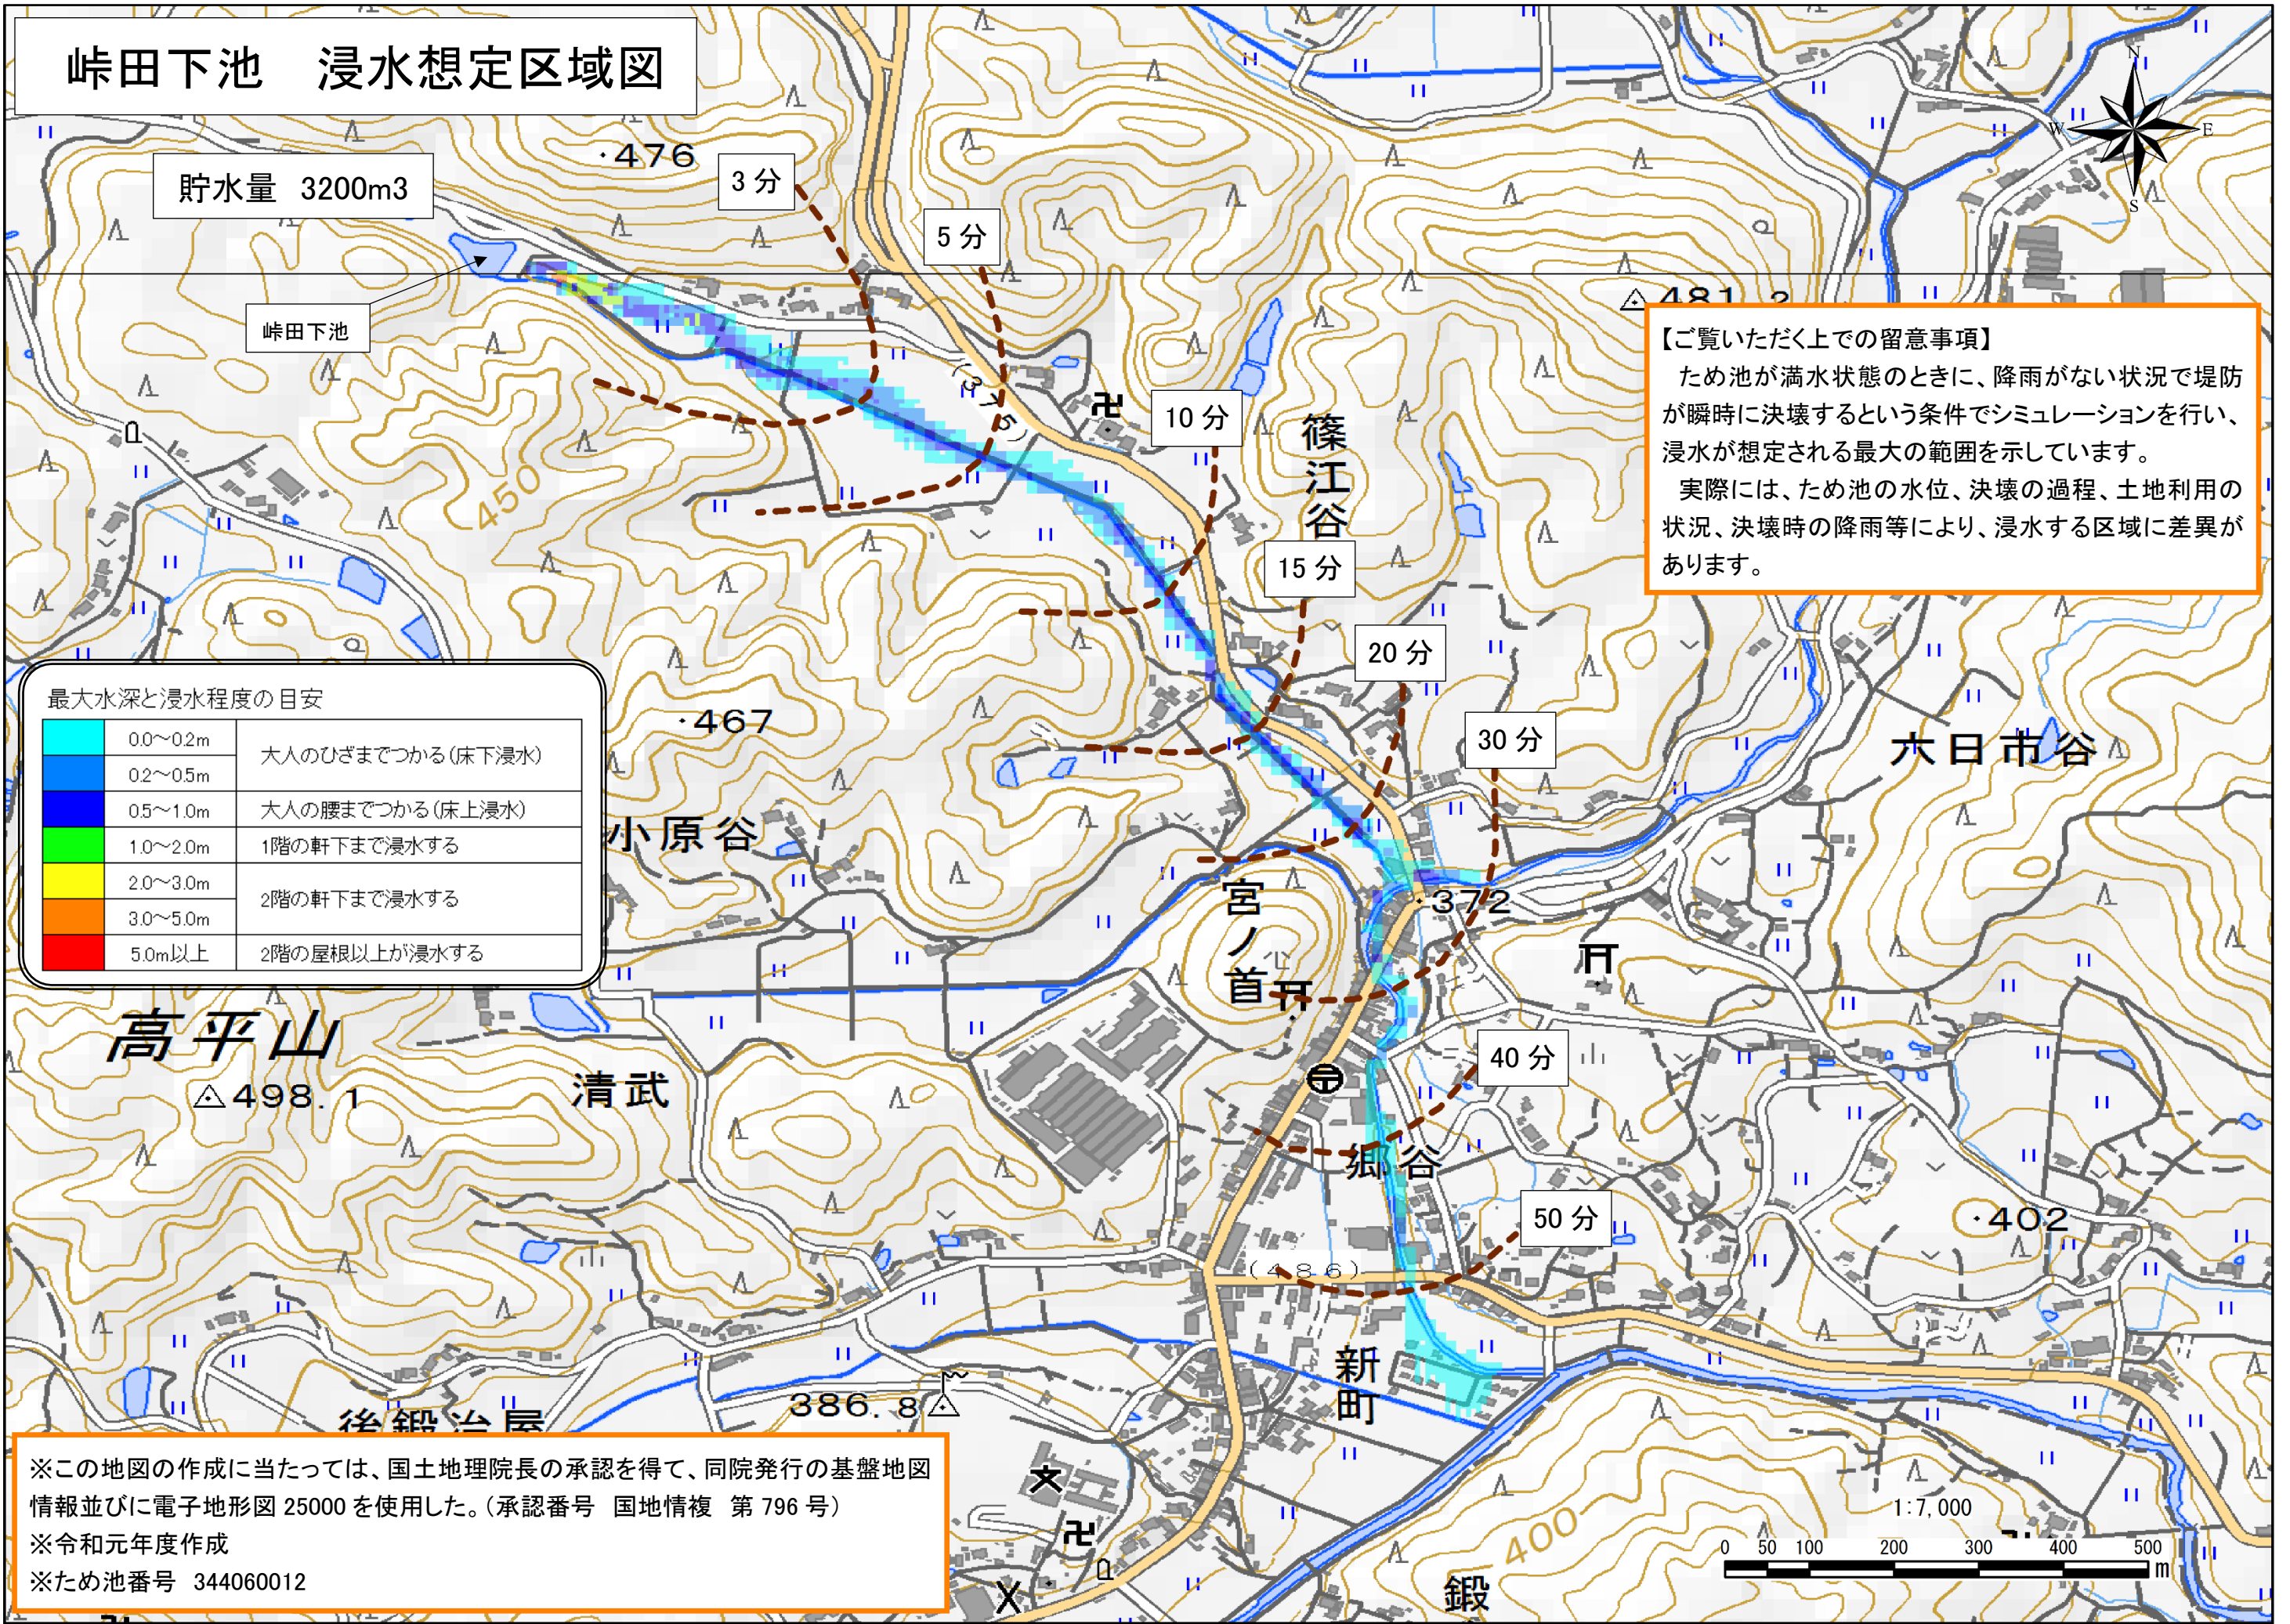 峠田下池　浸水想定区域図
貯水量　3200m3
峠田下池
3分
5分
10分
15分
20分
30分
40分
50分
N
W
E
S
・476
481.2
(375)
450
篠江谷
【ご覧いただく上での留意事項】
ため池が満水状態のときに、降雨がない状況で堤防
が瞬時に決壊するという条件でシミュレーションを行い、
浸水が想定される最大の範囲を示しています。
実際には、ため池の水位、決壊の過程、土地利用の
状況、決壊時の降雨等により、浸水する区域に差異が
あります。
最大水深と浸水程度の目安
0.0～0.2m
大人のひざまでつかる(床下浸水)
0.2～0.5m
0.5～1.0m　大人の腰までつかる(床上浸水)
1.0～2.0m　1階の軒下まで浸水する
2.0～3.0m
2階の軒下まで浸水する
3.0～5.0m
5.0m以上　2階の屋根以上が浸水する
・467
小原谷
六日市谷
宮ノ首
・372
高平山
498.1
清武
郷谷
・402
(486)
新町
386.8
後鍛冶屋
400
鍛
※この地図の作成に当たっては、国土地理院長の承認を得て、同院発行の基盤地図
情報並びに電子地形図 25000 を使用した。（承認番号　国地情複　第 796 号）
※令和元年度作成
※ため池番号　344060012
1:7,000
0 50 100 200 300 400 500
m